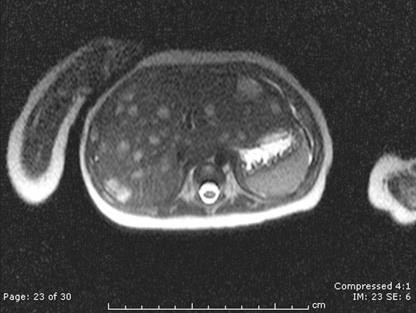 Compressed 4:1
Page: 23 of 30
IM: 23 SE: 6
cm